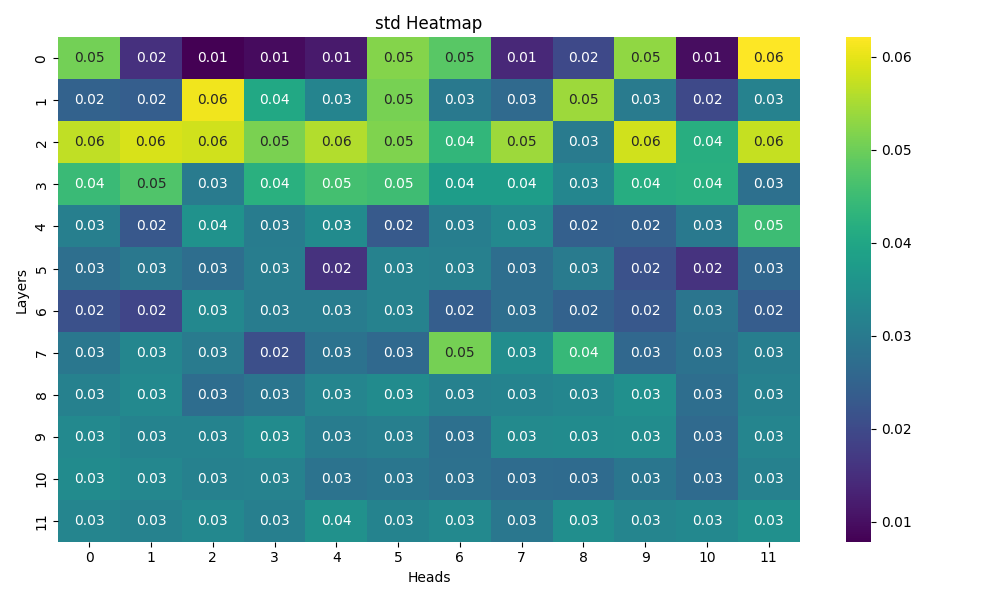 std Heatmap
0 0.05 0.02 0.01 0.01 0.01 0.05 0.05 0.01 0.02 0.05 0.01 0.06
1 0.02 0.02 0.06 0.04 0.03 0.05 0.03 0.03 0.05 0.03 0.02 0.03
2 0.06 0.06 0.06 0.05 0.06 0.05 0.04 0.05 0.03 0.06 0.04 0.06
3 0.04 0.05 0.03 0.04 0.05 0.05 0.04 0.04 0.03 0.04 0.04 0.03
4 0.03 0.02 0.04 0.03 0.03 0.02 0.03 0.03 0.02 0.02 0.03 0.05
5 0.03 0.03 0.03 0.03 0.02 0.03 0.03 0.03 0.03 0.02 0.02 0.03
6 0.02 0.02 0.03 0.03 0.03 0.03 0.02 0.03 0.02 0.02 0.03 0.02
7 0.03 0.03 0.03 0.02 0.03 0.03 0.05 0.03 0.04 0.03 0.03 0.03
8 0.03 0.03 0.03 0.03 0.03 0.03 0.03 0.03 0.03 0.03 0.03 0.03
9 0.03 0.03 0.03 0.03 0.03 0.03 0.03 0.03 0.03 0.03 0.03 0.03
10 0.03 0.03 0.03 0.03 0.03 0.03 0.03 0.03 0.03 0.03 0.03 0.03
11 0.03 0.03 0.03 0.03 0.04 0.03 0.03 0.03 0.03 0.03 0.03 0.03
Layers
0 1 2 3 4 5 6 7 8 9 10 11
Heads
0.06
0.05
0.04
0.03
0.02
0.01